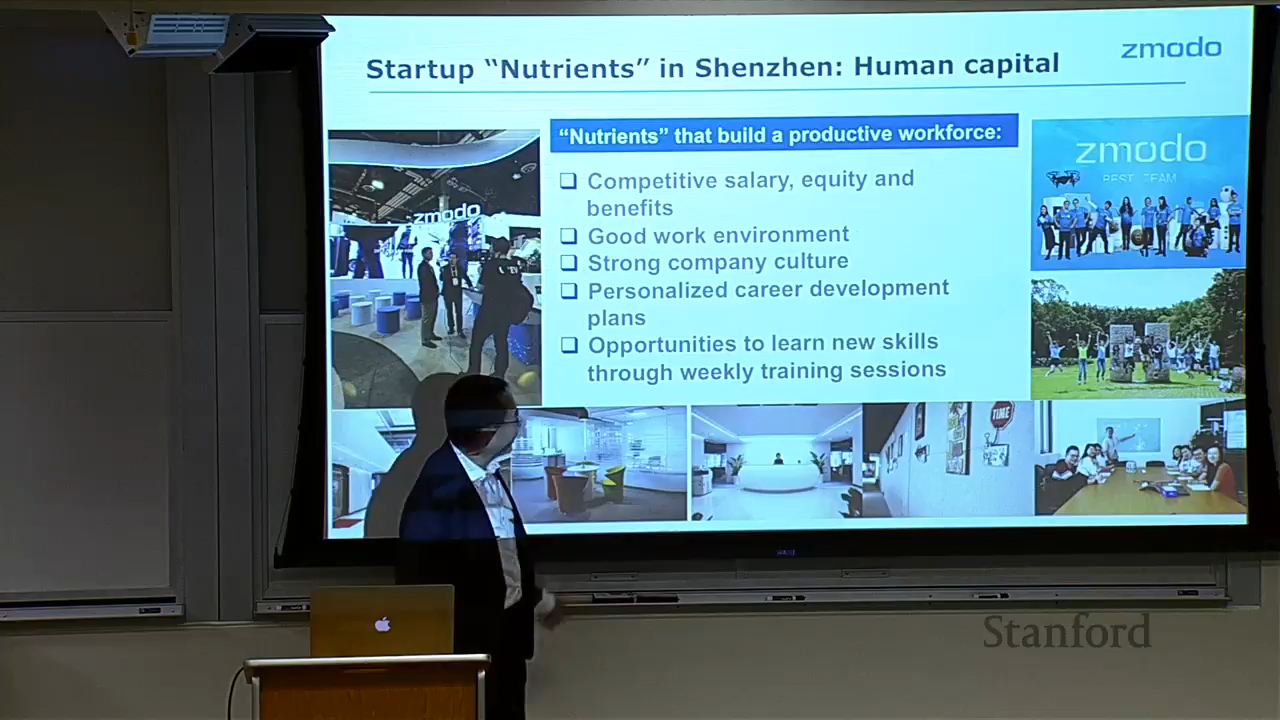 Startup “Nutrients” in Shenzhen: Human capital
zmodo
“Nutrients” that build a productive workforce:
❑ Competitive salary, equity and
benefits
❑ Good work environment
❑ Strong company culture
❑ Personalized career development
plans
❑ Opportunities to learn new skills
through weekly training sessions
zmodo
zmodo
BEST TEAM
TIME
Stanford